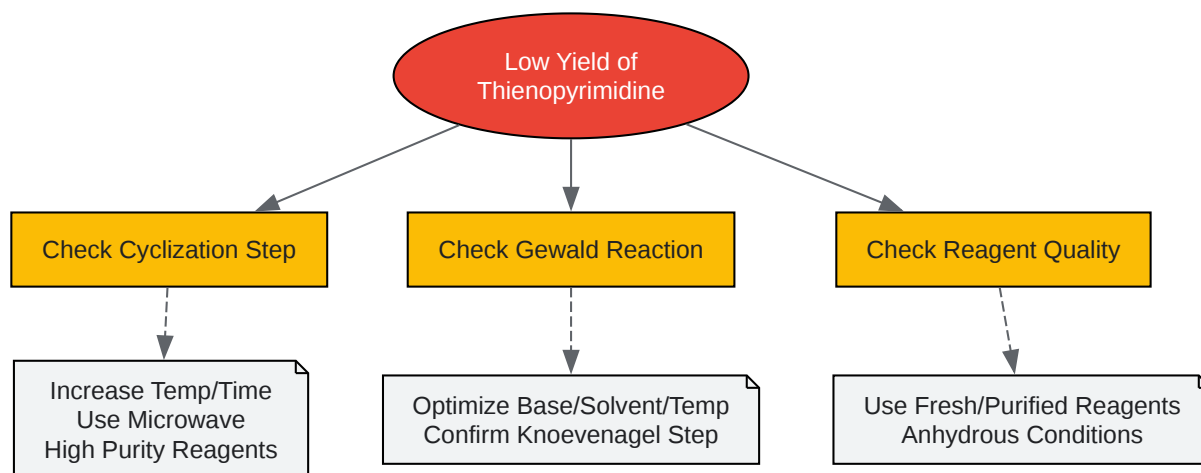 Low Yield of
Thienopyrimidine
Check Cyclization Step
Check Gewald Reaction
Check Reagent Quality
Increase Temp/Time
Use Microwave
High Purity Reagents
Optimize Base/Solvent/Temp
Confirm Knoevenagel Step
Use Fresh/Purified Reagents
Anhydrous Conditions